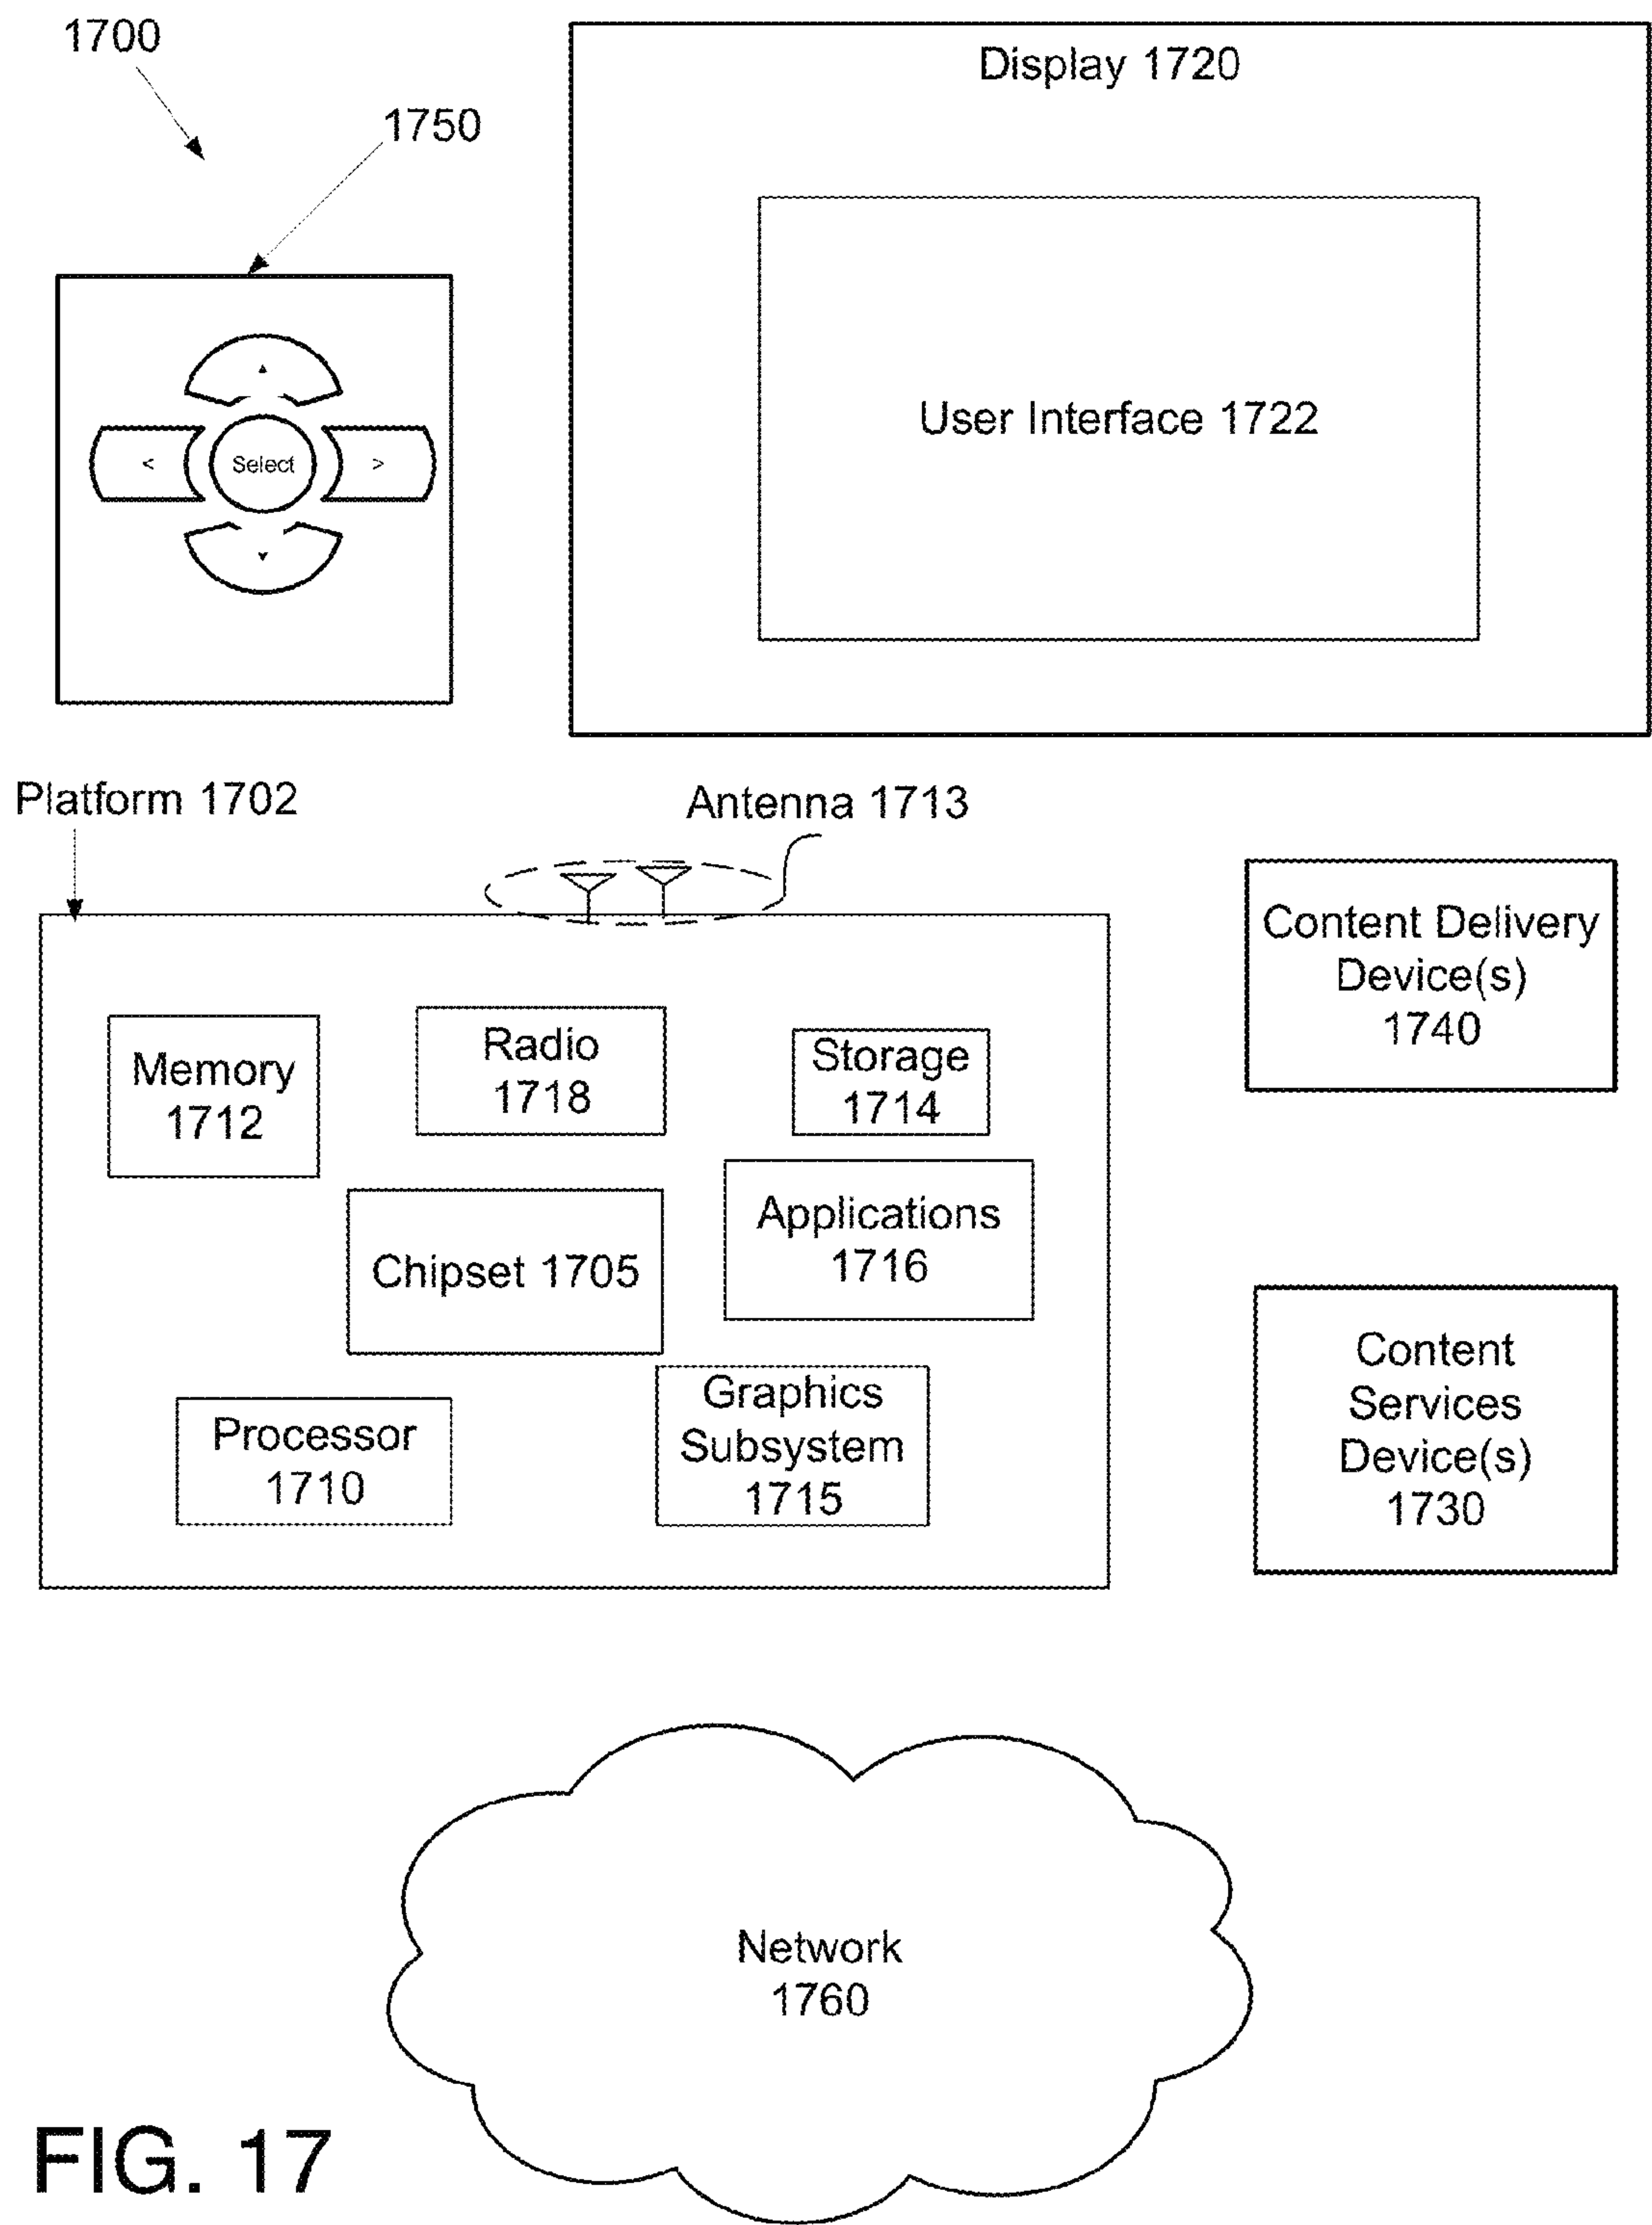 1700
1750
Display 1720
User Interface 1722
<
Select
>
Platform 1702
Antenna 1713
Memory
1712
Radio
1718
Storage
1714
Chipset 1705
Applications
1716
Processor
1710
Graphics
Subsystem
1715
Content Delivery
Device(s)
1740
Content
Services
Device(s)
1730
Network
1760
FIG. 17